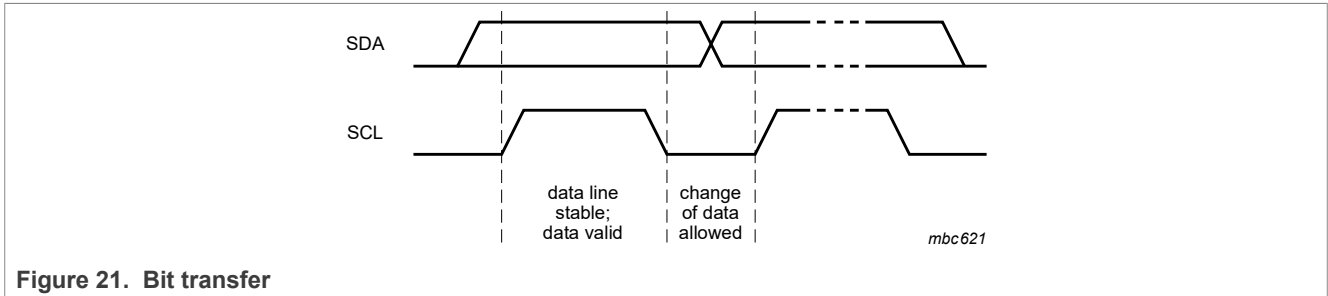 SDA
SCL
data line
stable;
data valid
change
of data
allowed
mbc621
Figure 21. Bit transfer